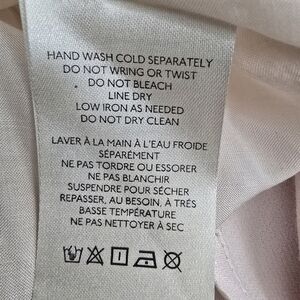 HAND WASH COLD SEPARATELY
DO NOT WRING OR TWIST
DO NOT BLEACH
LINE DRY
LOW IRON AS NEEDED
DO NOT DRY CLEAN
LAVER À LA MAIN À L'EAU FROIDE
SÉPARÉMENT
NE PAS TORDRE OU ESSORER
NE PAS BLANCHIR
SUSPENDRE POUR SÉCHER
REPASSER, AU BESOIN, À TRÉS
BASSE TEMPÉRATURE
NE PAS NETTOYER À SEC